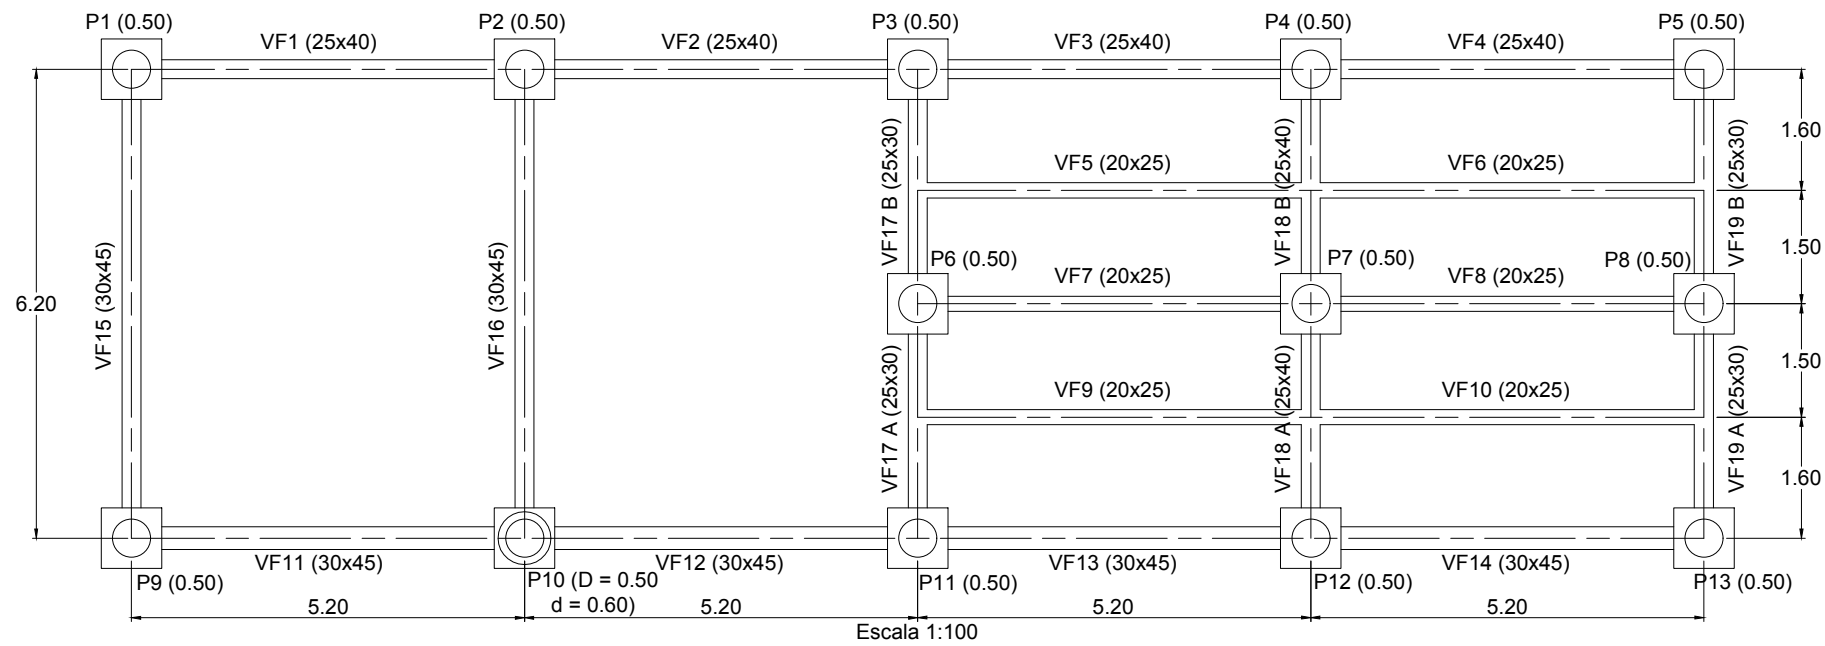 P1 (0.50)
P2 (0.50)
P3 (0.50)
P4 (0.50)
P5 (0.50)
VF1 (25x40)
VF2 (25x40)
VF3 (25x40)
VF4 (25x40)
1.60
VF17 B (25x30)
VF5 (20x25)
VF18 B (25x40)
VF6 (20x25)
VF19 B (25x30)
1.50
P6 (0.50)
P7 (0.50)
P8 (0.50)
VF7 (20x25)
VF8 (20x25)
6.20
VF15 (30x45)
VF16 (30x45)
1.50
VF17 A (25x30)
VF9 (20x25)
VF18 A (25x40)
VF10 (20x25)
VF19 A (25x30)
1.60
VF11 (30x45)
VF12 (30x45)
VF13 (30x45)
VF14 (30x45)
P9 (0.50)
P10 (D = 0.50
d = 0.60)
P11 (0.50)
P12 (0.50)
P13 (0.50)
5.20
5.20
5.20
5.20
Escala 1:100